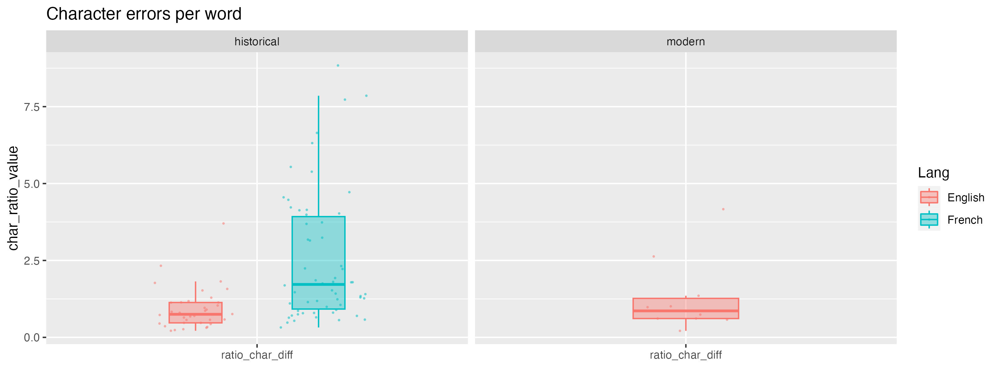 Character errors per word
historical
modern
char_ratio_value
7.5
5.0
2.5
0.0
ratio_char_diff
ratio_char_diff
Lang
English
French